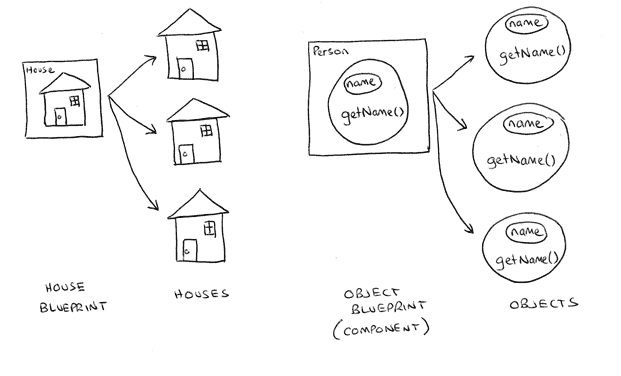 House
HOUSE
BLUEPRINT
HOUSES
Person
name
getName()
OBJECT
BLUEPRINT
(COMPONENT)
name
getName()
name
getName()
name
getName()
OBJECTS